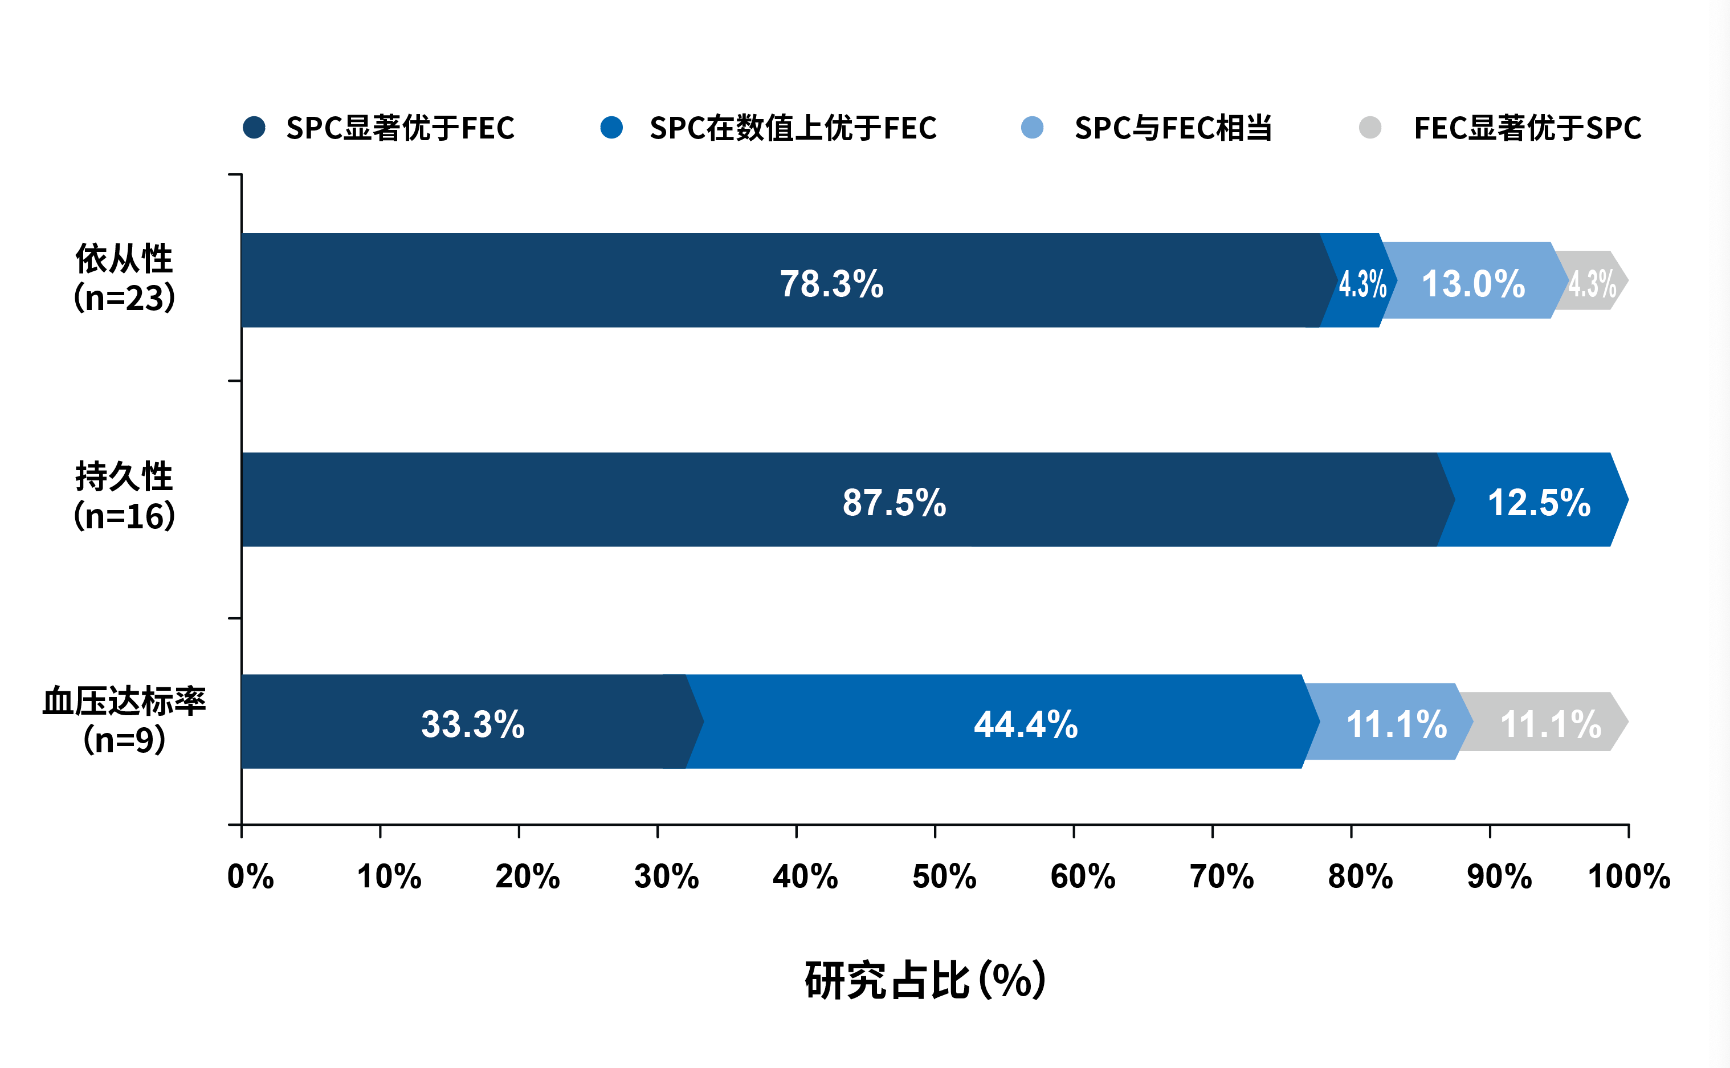 SPC显著优于FEC SPC在数值上优于FEC SPC与FEC相当 FEC显著优于SPC
依从性
（n=23）
78.3% 4.3% 13.0% 4.3%
持久性
（n=16）
87.5% 12.5%
血压达标率
（n=9）
33.3% 44.4% 11.1% 11.1%
0% 10% 20% 30% 40% 50% 60% 70% 80% 90% 100%
研究占比（%）